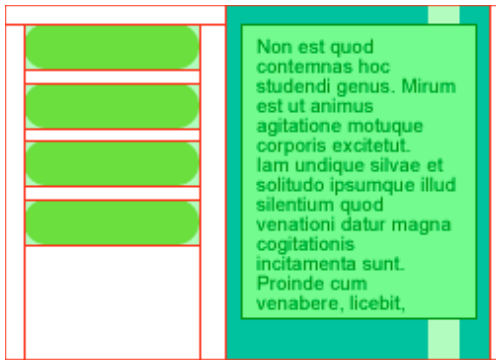 Non est quod
contemnas hoc
studendi genus. Mirum
est ut animus
agitatione motuque
corporis excitetut.
Iam undique silvae et
solitudo ipsumque illud
silentium quod
venationi datur magna
cogitationis
incitamenta sunt.
Proinde cum
venabere, licebit,